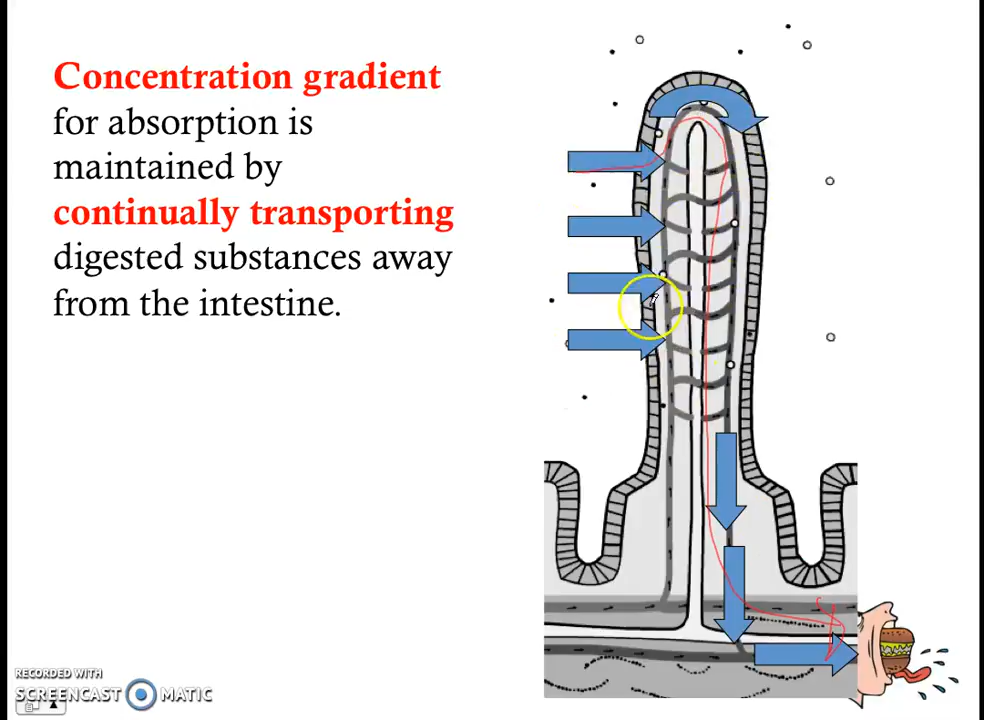 Concentration gradient
for absorption is
maintained by
continually transporting
digested substances away
from the intestine.
RECORDED WITH
SCREENCAST MATIC